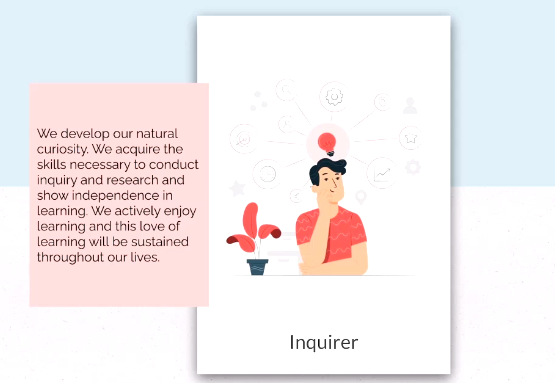 We develop our natural
curiosity. We acquire the
skills necessary to conduct
inquiry and research and
show independence in
learning. We actively enjoy
learning and this love of
learning will be sustained
throughout our lives.
Inquirer